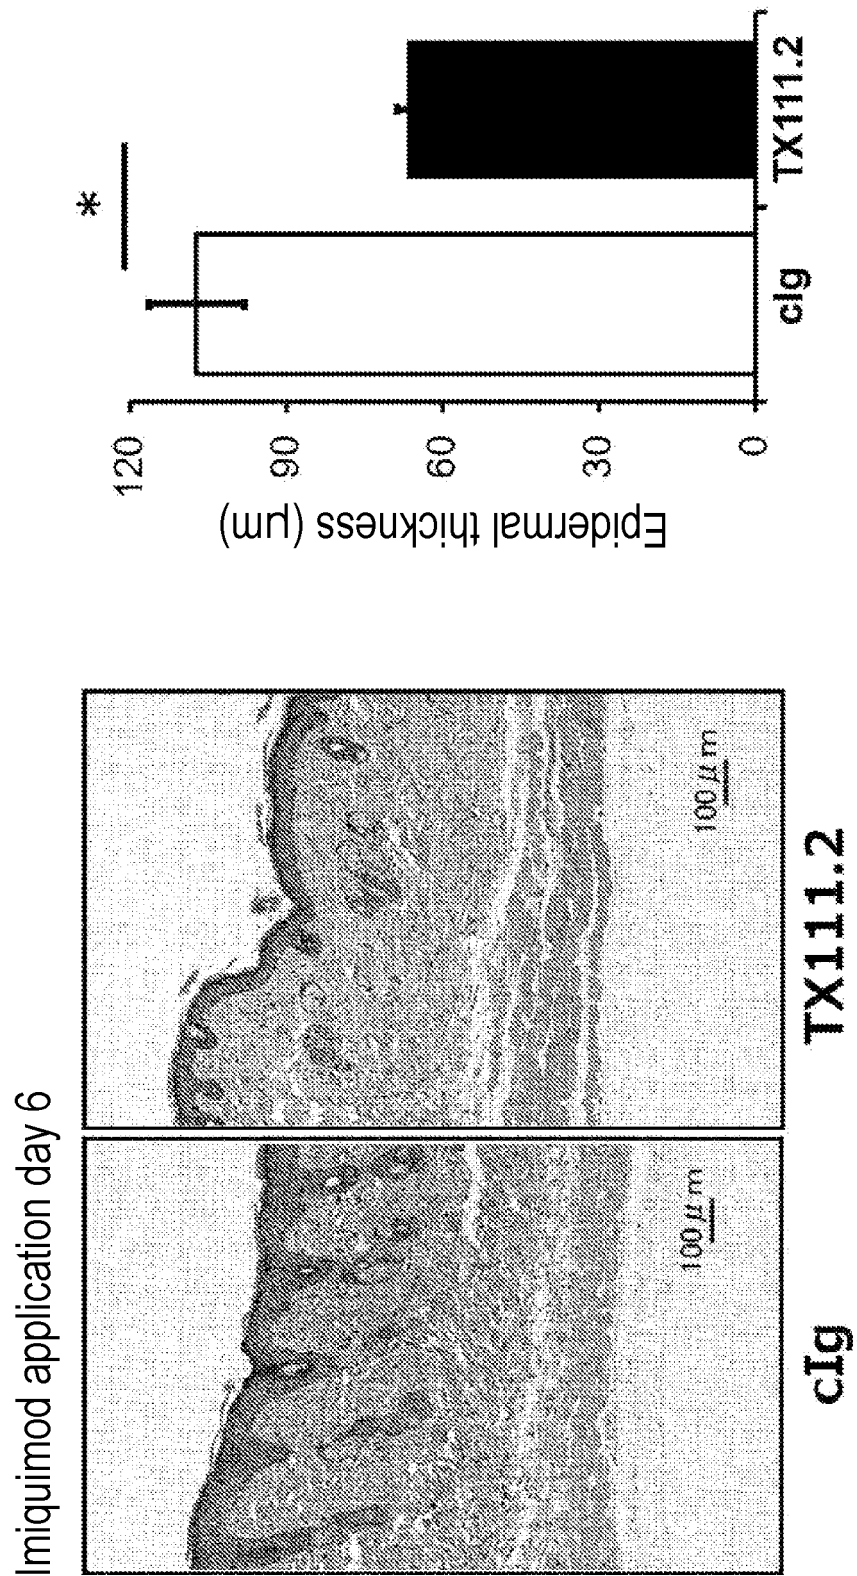 Imiquimod application day 6
100 μm
cIg
100 μm
TX111.2
Epidermal thickness (μm)
120
90
60
30
0
*
cIg
TX111.2